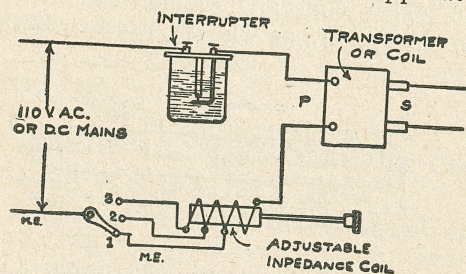 INTERRUPTER
TRANSFORMER
OR COIL
P
S
110 V A.C.
OR D.C MAINS
3
2
1
M.E.
M.E.
ADJUSTABLE
INPEDANCE COIL